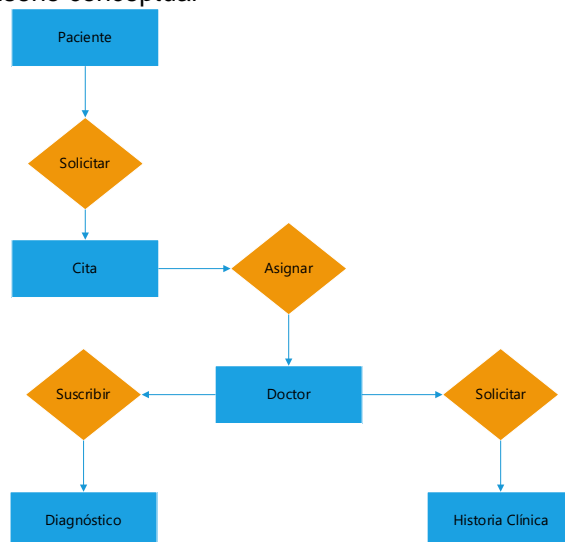 Paciente
Solicitar
Cita
Asignar
Suscribir
Doctor
Solicitar
Diagnóstico
Historia Clínica